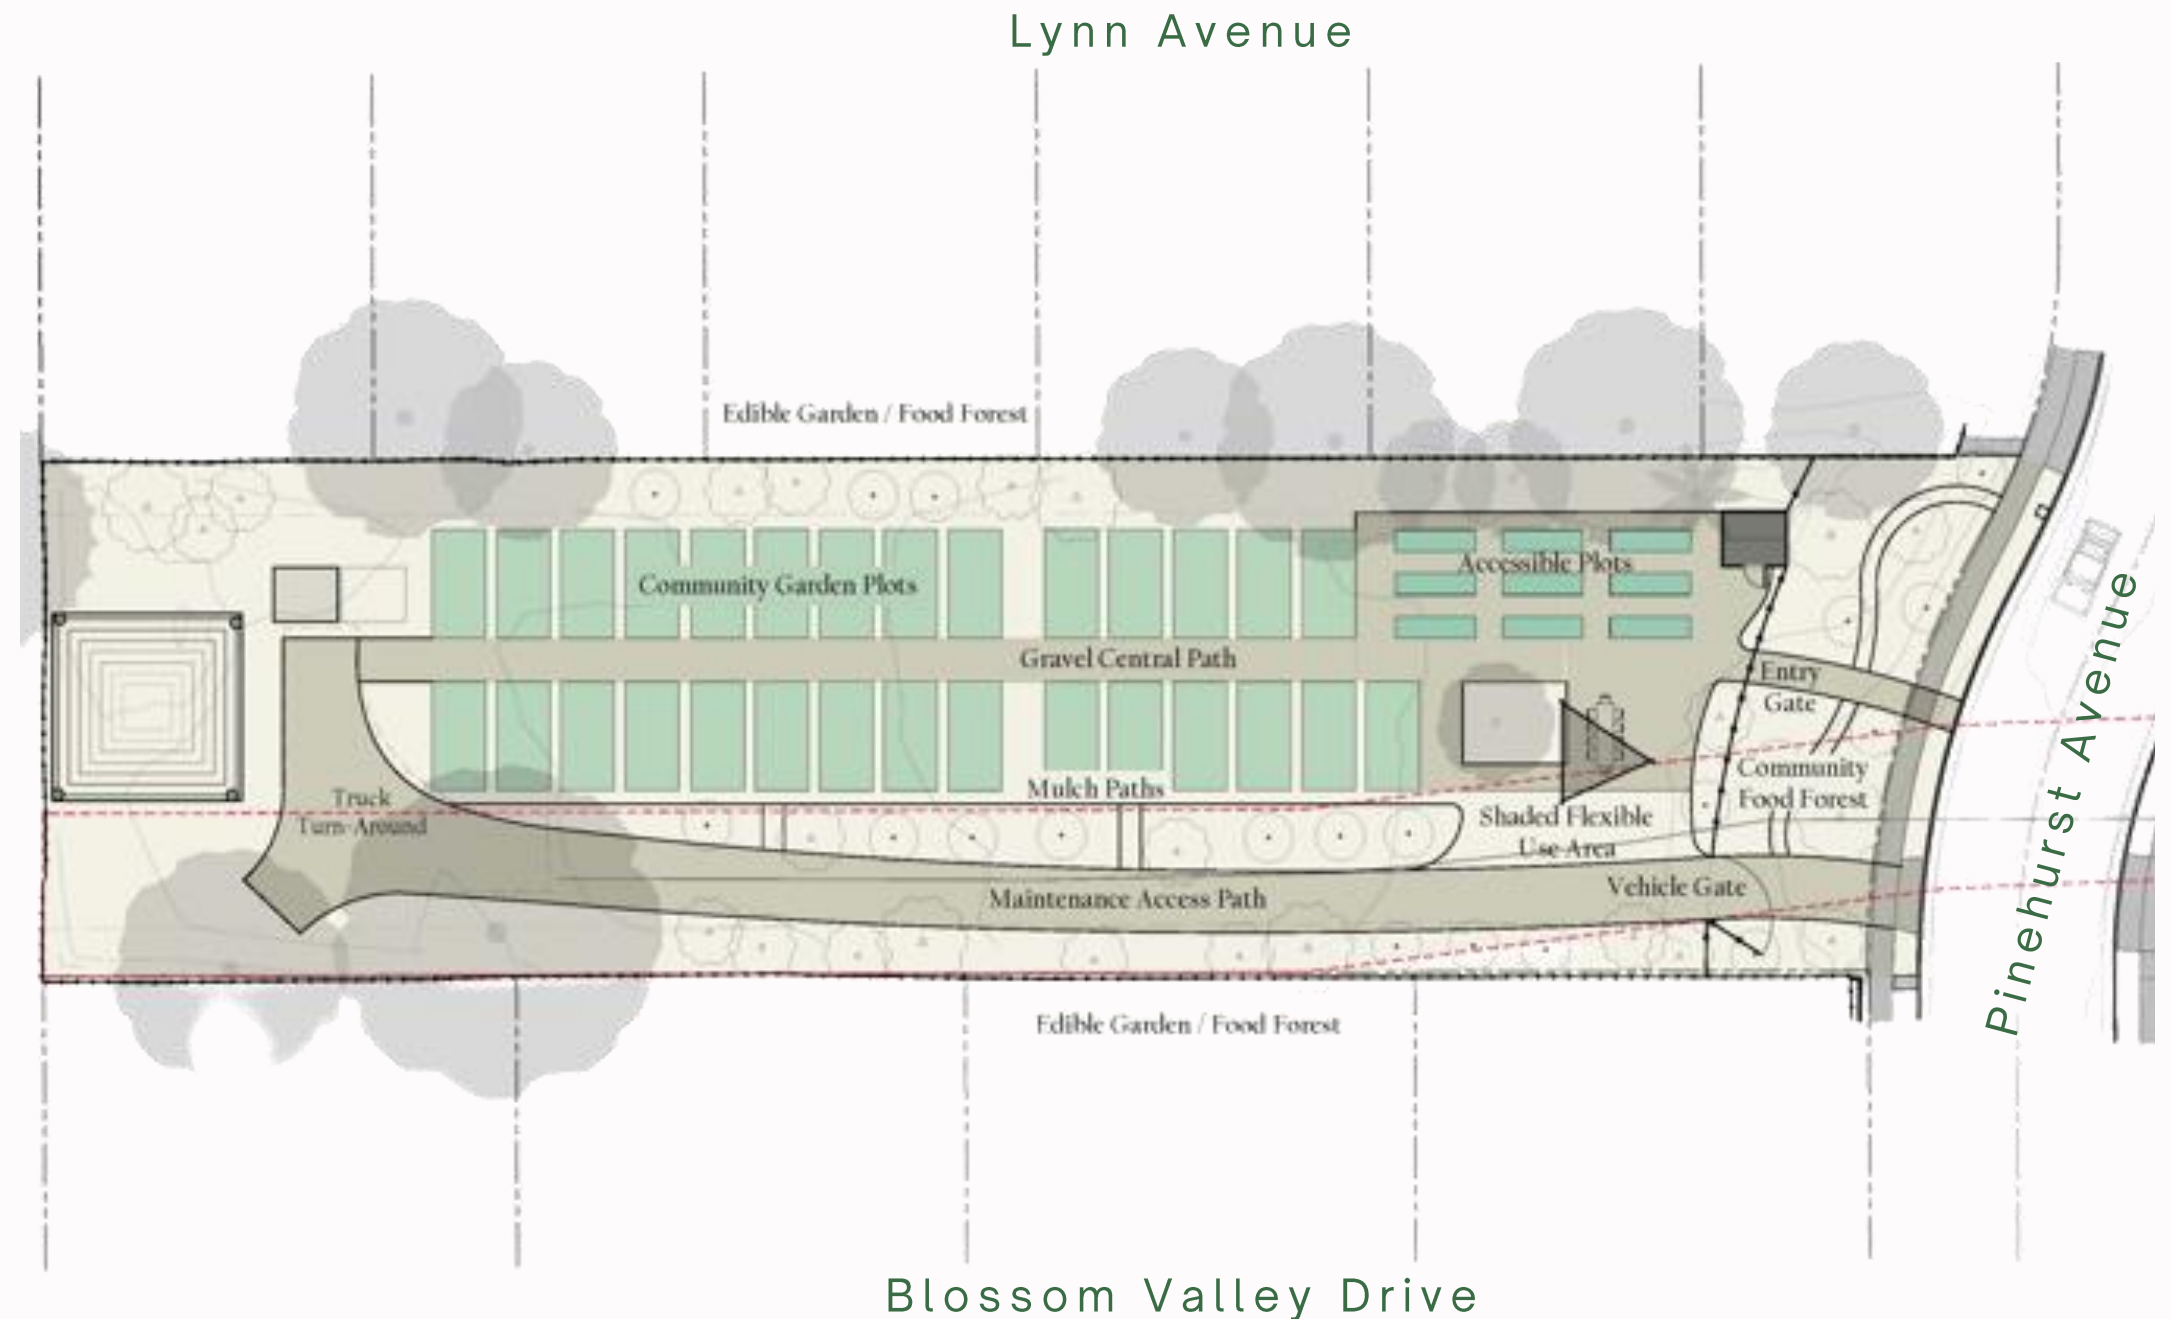 Lynn Avenue
Edible Garden / Food Forest
Community Garden Plots
Accessible Plots
Gravel Central Path
Entry
Gate
Mulch Paths
Community
Food Forest
Truck
Turn-Around
Shaded Flexible
Use Area
Maintenance Access Path
Vehicle Gate
Pinehurst Avenue
Edible Garden / Food Forest
Blossom Valley Drive